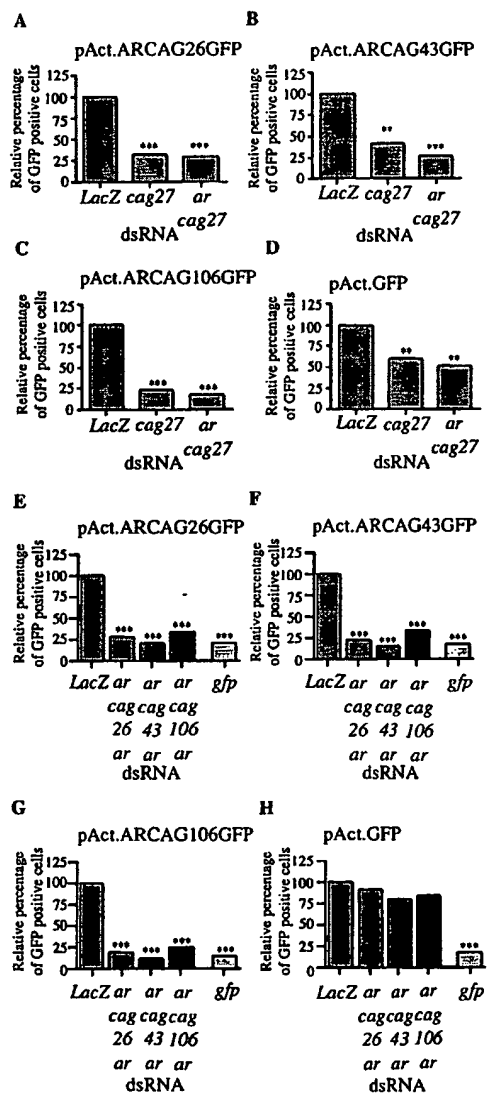 A
pAct.ARCAG26GFP
Relative percentage
of GFP positive cells
125
100
75
50
25
0
***
***
LacZ cag27 ar
cag27
dsRNA
B
pAct.ARCAG43GFP
Relative percentage
of GFP positive cells
125
100
75
50
25
0
**
***
LacZ cag27 ar
cag27
dsRNA
C
pAct.ARCAG106GFP
Relative percentage
of GFP positive cells
125
100
75
50
25
0
***
***
LacZ cag27 ar
cag27
dsRNA
D
pAct.GFP
Relative percentage
of GFP positive cells
125
100
75
50
25
0
**
**
LacZ cag27 ar
cag27
dsRNA
E
pAct.ARCAG26GFP
Relative percentage
of GFP positive cells
125
100
75
50
25
0
***
***
***
***
LacZ ar ar ar gfp
cag cag cag
26 43 106
ar ar ar
dsRNA
F
pAct.ARCAG43GFP
Relative percentage
of GFP positive cells
125
100
75
50
25
0
***
***
***
***
LacZ ar ar ar gfp
cag cag cag
26 43 106
ar ar ar
dsRNA
G
pAct.ARCAG106GFP
Relative percentage
of GFP positive cells
125
100
75
50
25
0
***
***
***
***
LacZ ar ar ar gfp
cag cag cag
26 43 106
ar ar ar
dsRNA
H
pAct.GFP
Relative percentage
of GFP positive cells
125
100
75
50
25
0
***
LacZ ar ar ar gfp
cag cag cag
26 43 106
ar ar ar
dsRNA